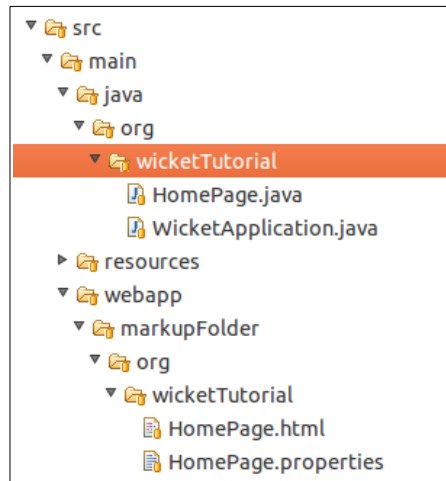 src
main
java
org
wicketTutorial
HomePage.java
WicketApplication.java
resources
webapp
markupFolder
org
wicketTutorial
HomePage.html
HomePage.properties